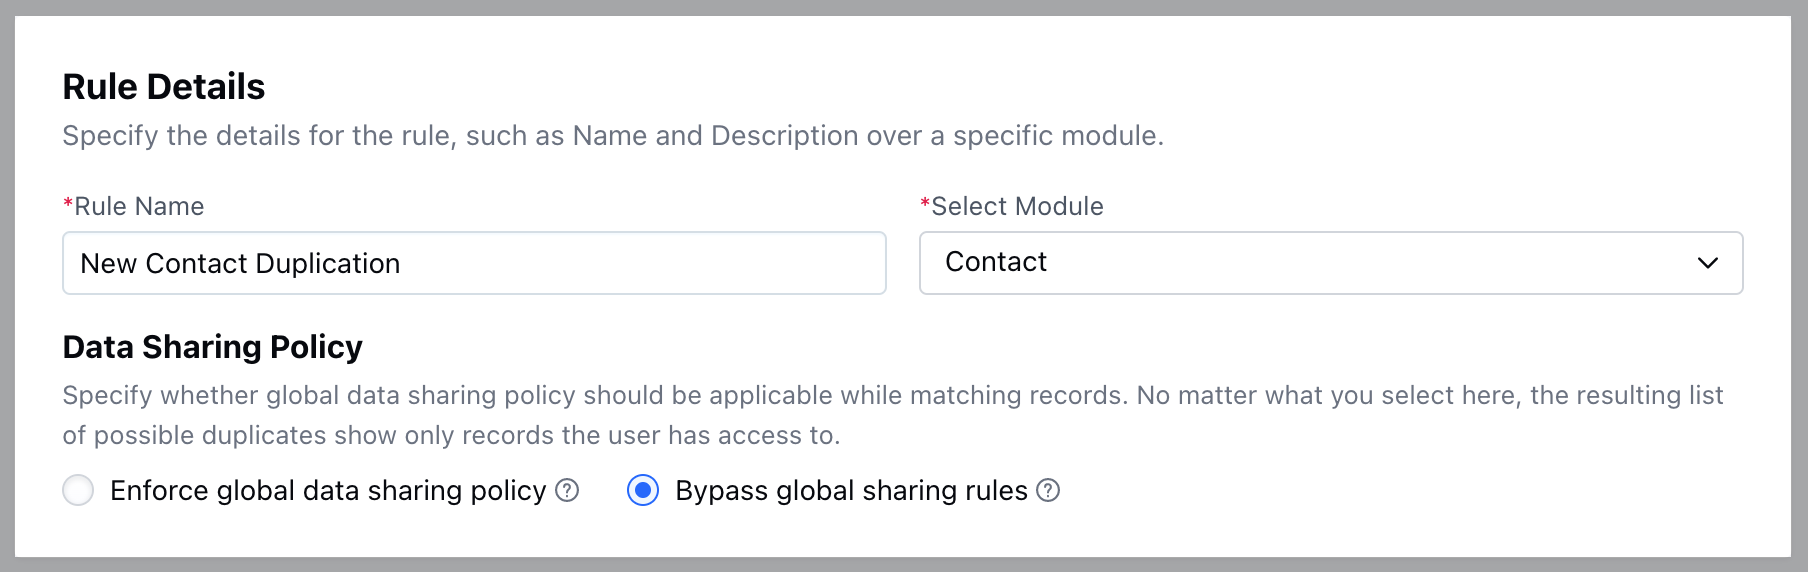 Rule Details
Specify the details for the rule, such as Name and Description over a specific module.
*Rule Name
*Select Module
New Contact Duplication
Contact
Data Sharing Policy
Specify whether global data sharing policy should be applicable while matching records. No matter what you select here, the resulting list
of possible duplicates show only records the user has access to.
Enforce global data sharing policy ?
Bypass global sharing rules ?